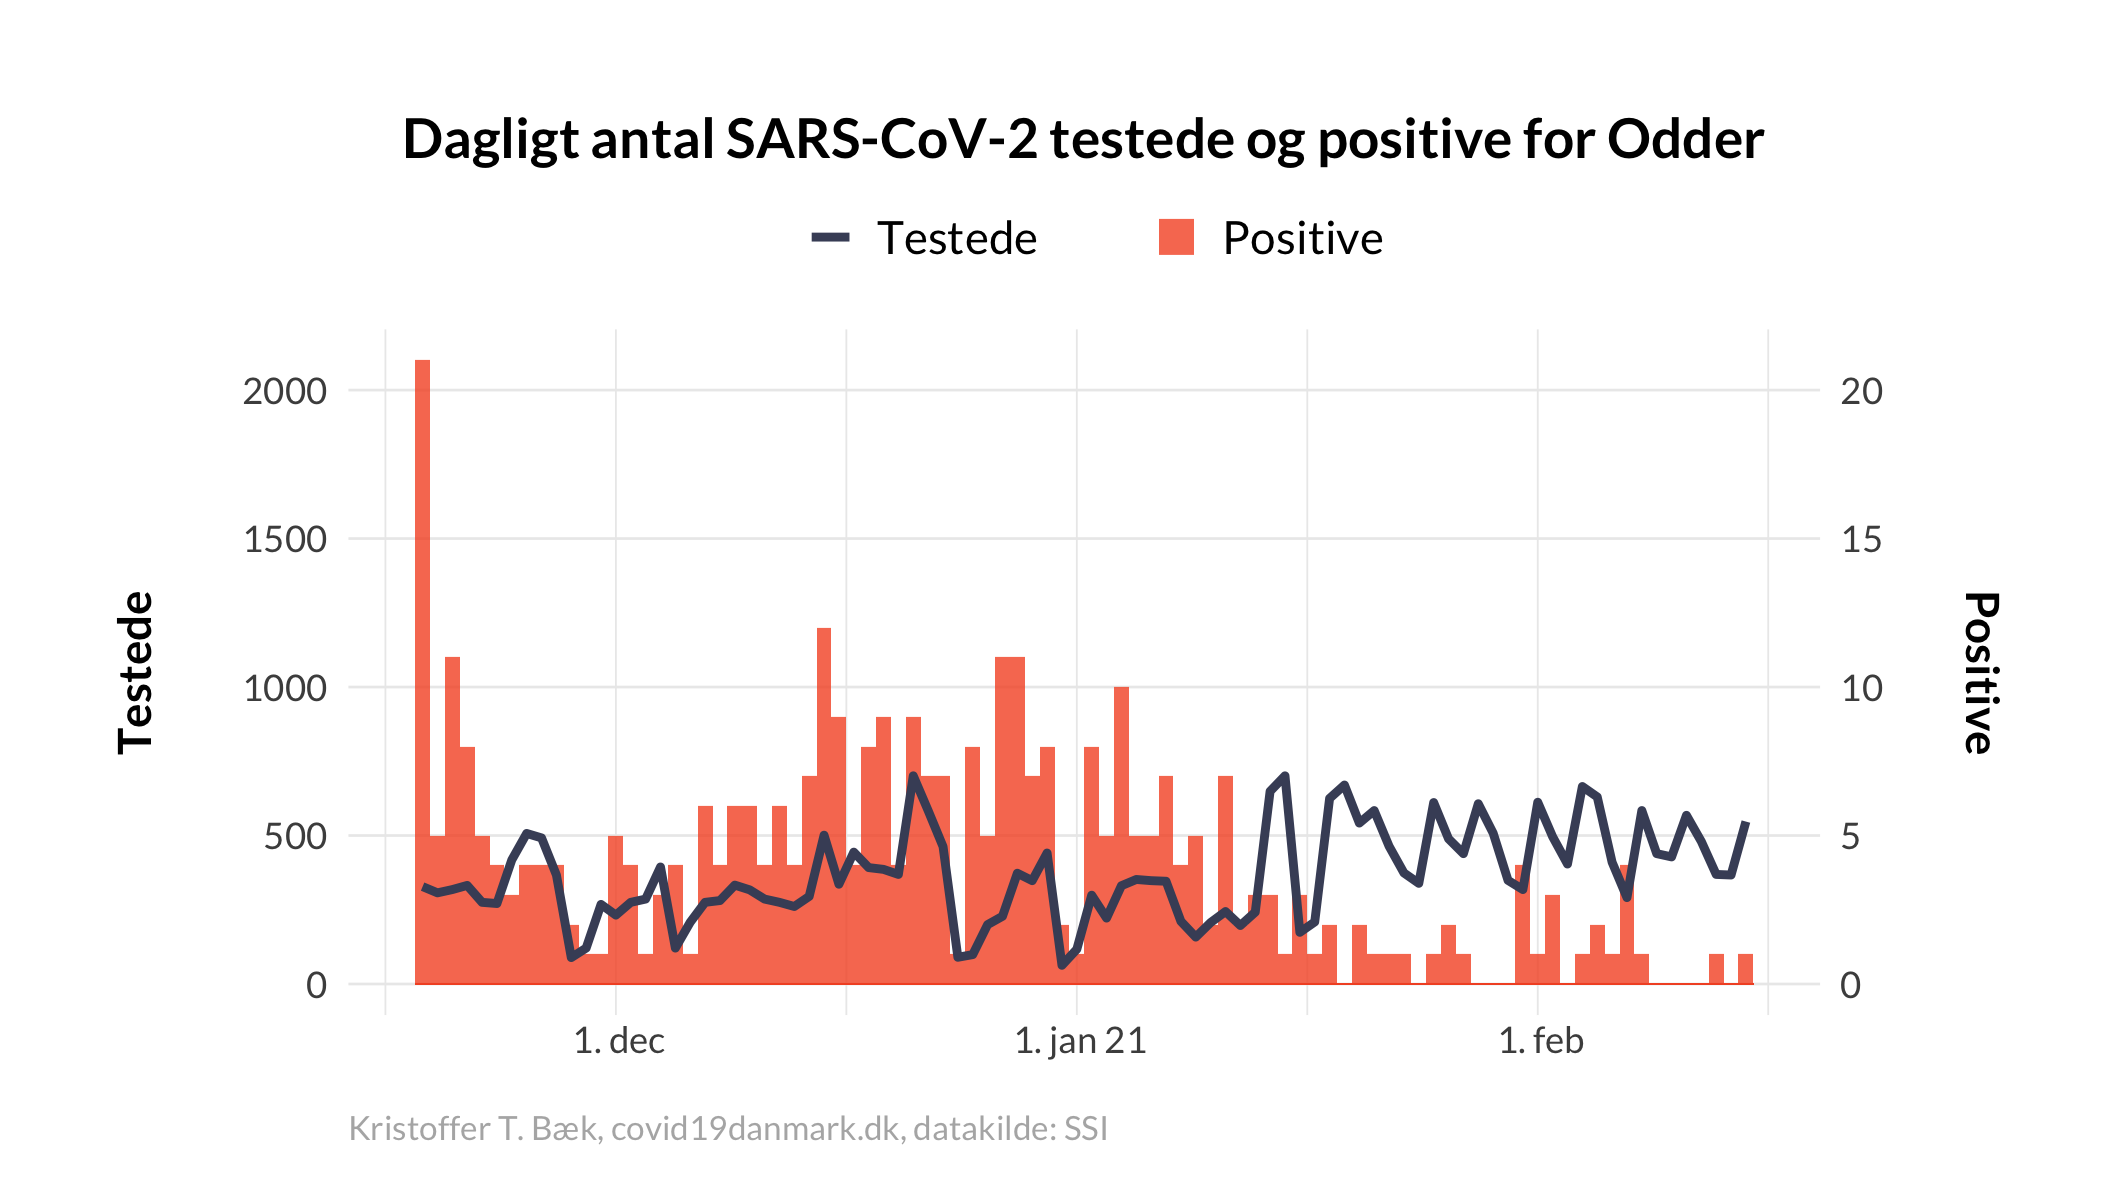 Dagligt antal SARS-CoV-2 testede og positive for Odder
Testede
Positive
2000
1500
1000
500
0
20
15
10
5
0
Testede
Positive
1. dec
1. jan 21
1. feb
Kristoffer T. Bæk, covid19danmark.dk, datakilde: SSI